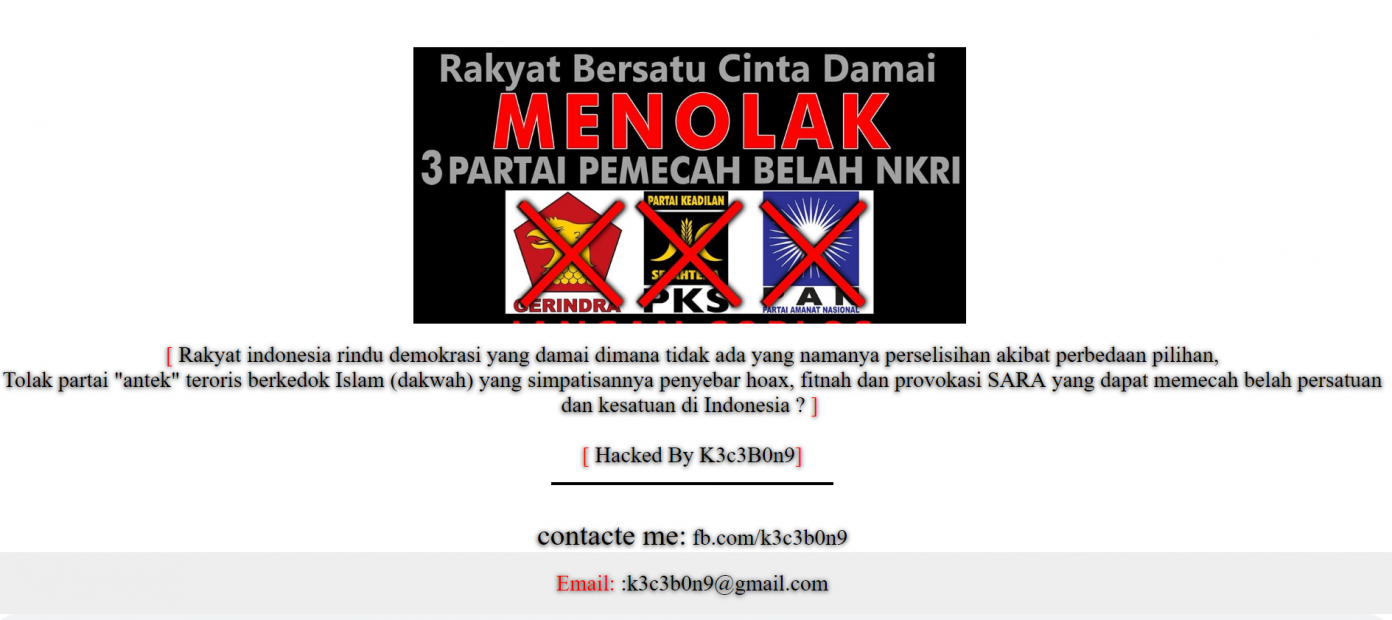 Rakyat Bersatu Cinta Damai
MENOLAK
3 PARTAI PEMECAH BELAH NKRI
PARTAI KEADILAN
GERINDRA
PKS
PAN
PARTAI AMANAT NASIONAL
[ Rakyat indonesia rindu demokrasi yang damai dimana tidak ada yang namanya perselisihan akibat perbedaan pilihan,
Tolak partai "antek" teroris berkedok Islam (dakwah) yang simpatisannya penyebar hoax, fitnah dan provokasi SARA yang dapat memecah belah persatuan
dan kesatuan di Indonesia ? ]
[ Hacked By K3c3B0n9]
contacte me: fb.com/k3c3b0n9
Email: :k3c3b0n9@gmail.com